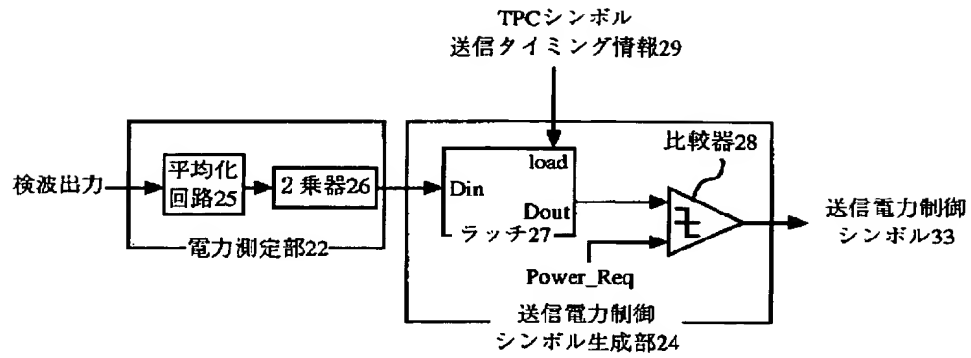 TPCシンボル
送信タイミング情報29
比較器28
load
検波出力
平均化
回路25
2乗器26
Din
Dout
ラッチ27
電力測定部22
Power_Req
送信電力制御
シンボル33
送信電力制御
シンボル生成部24